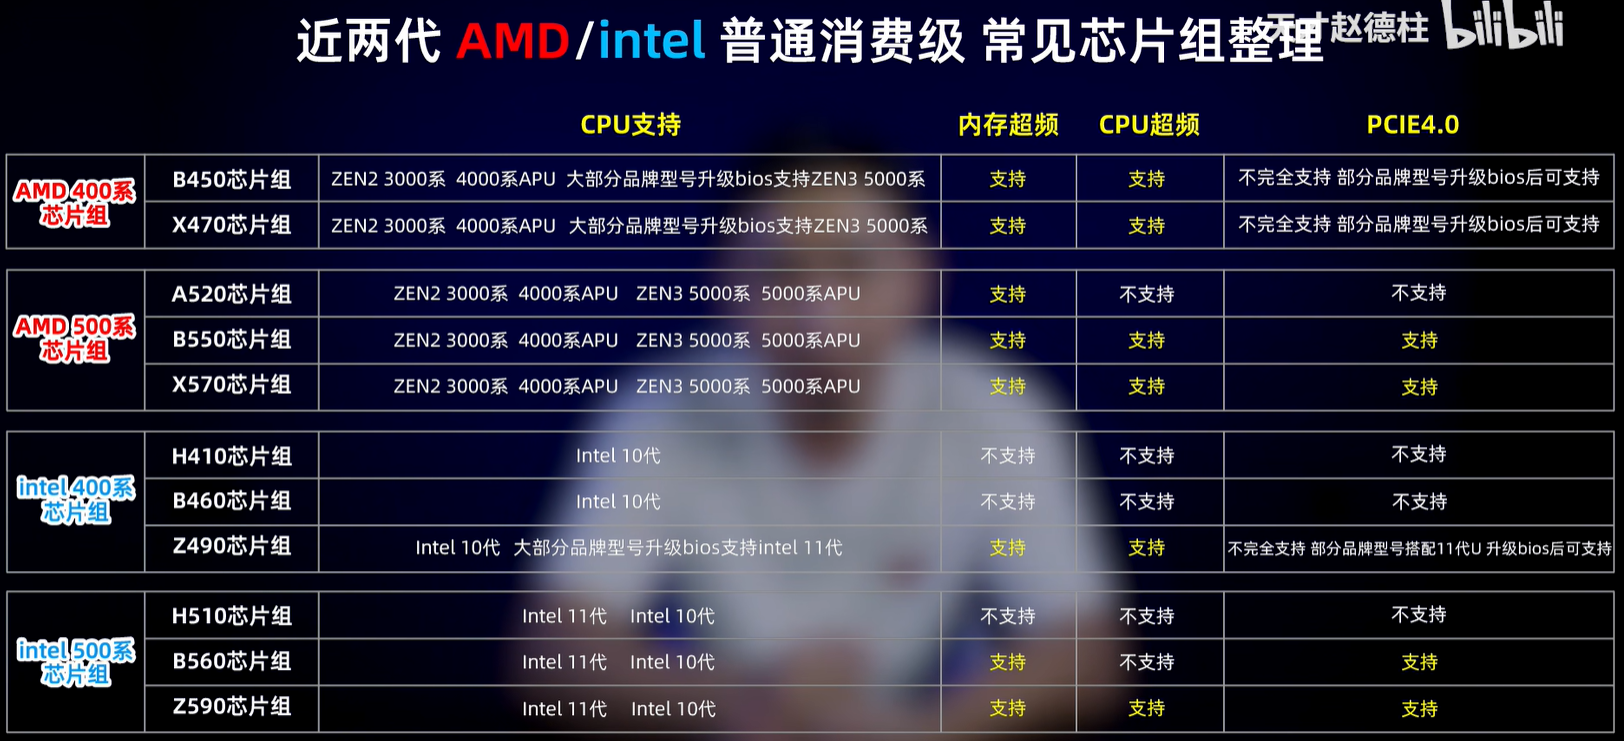 近两代 AMD/intel 普通消费级 常见芯片组整理
天才赵德柱 bilibili
CPU支持 内存超频 CPU超频 PCIE4.0
AMD 400系
芯片组
B450芯片组 ZEN2 3000系 4000系APU 大部分品牌型号升级bios支持ZEN3 5000系 支持 支持 不完全支持 部分品牌型号升级bios后可支持
X470芯片组 ZEN2 3000系 4000系APU 大部分品牌型号升级bios支持ZEN3 5000系 支持 支持 不完全支持 部分品牌型号升级bios后可支持
AMD 500系
芯片组
A520芯片组 ZEN2 3000系 4000系APU ZEN3 5000系 5000系APU 支持 不支持 不支持
B550芯片组 ZEN2 3000系 4000系APU ZEN3 5000系 5000系APU 支持 支持 支持
X570芯片组 ZEN2 3000系 4000系APU ZEN3 5000系 5000系APU 支持 支持 支持
intel 400系
芯片组
H410芯片组 Intel 10代 不支持 不支持 不支持
B460芯片组 Intel 10代 不支持 不支持 不支持
Z490芯片组 Intel 10代 大部分品牌型号升级bios支持intel 11代 支持 支持 不完全支持 部分品牌型号搭配11代U 升级bios后可支持
intel 500系
芯片组
H510芯片组 Intel 11代 Intel 10代 不支持 不支持 不支持
B560芯片组 Intel 11代 Intel 10代 支持 不支持 支持
Z590芯片组 Intel 11代 Intel 10代 支持 支持 支持